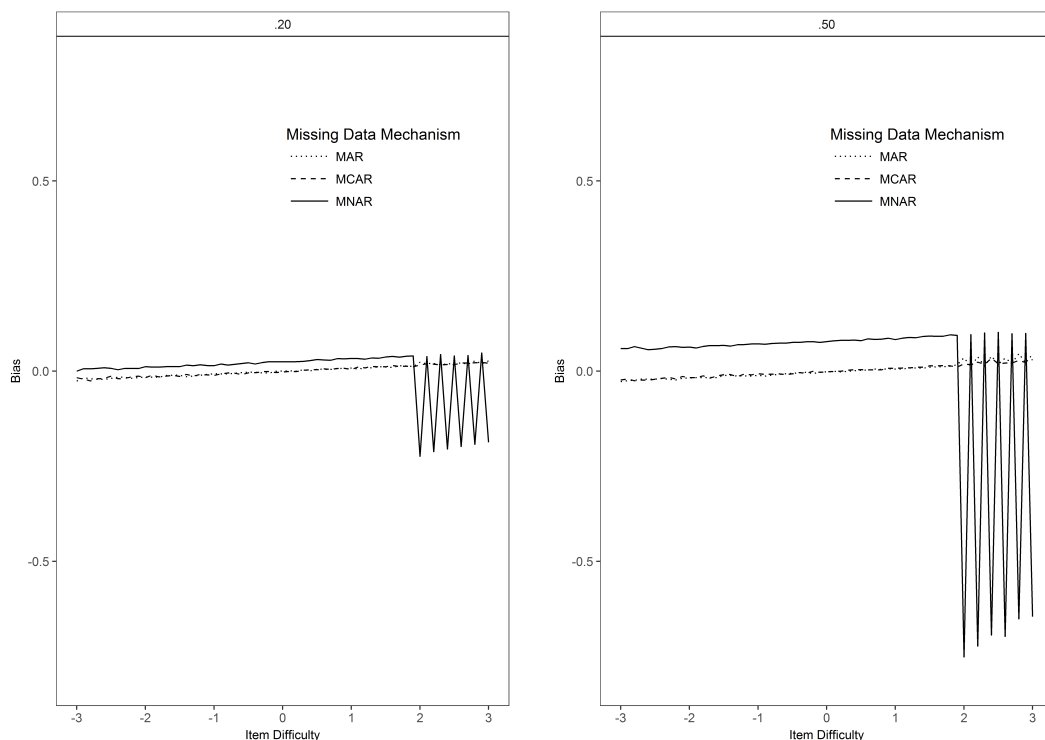 .20
Missing Data Mechanism
MAR
MCAR
MNAR
0.5
0.0
-0.5
Bias
-3 -2 -1 0 1 2 3
Item Difficulty
.50
Missing Data Mechanism
MAR
MCAR
MNAR
0.5
0.0
-0.5
Bias
-3 -2 -1 0 1 2 3
Item Difficulty